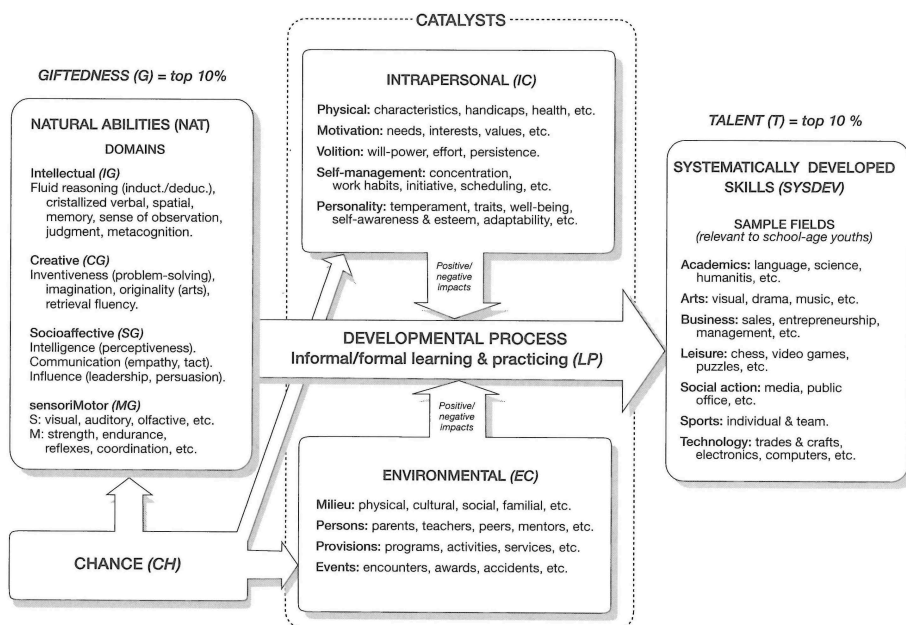 CATALYSTS
GIFTEDNESS (G) = top 10%
NATURAL ABILITIES (NAT)
DOMAINS
Intellectual (IG)
Fluid reasoning (induct./deduc.),
cristallized verbal, spatial,
memory, sense of observation,
judgment, metacognition.
Creative (CG)
Inventiveness (problem-solving),
imagination, originality (arts),
retrieval fluency.
Socioaffective (SG)
Intelligence (perceptiveness).
Communication (empathy, tact).
Influence (leadership, persuasion).
sensoriMotor (MG)
S: visual, auditory, olfactive, etc.
M: strength, endurance,
reflexes, coordination, etc.
CHANCE (CH)
INTRAPERSONAL (IC)
Physical: characteristics, handicaps, health, etc.
Motivation: needs, interests, values, etc.
Volition: will-power, effort, persistence.
Self-management: concentration,
work habits, initiative, scheduling, etc.
Personality: temperament, traits, well-being,
self-awareness & esteem, adaptability, etc.
Positive/
negative
impacts
DEVELOPMENTAL PROCESS
Informal/formal learning & practicing (LP)
Positive/
negative
impacts
ENVIRONMENTAL (EC)
Milieu: physical, cultural, social, familial, etc.
Persons: parents, teachers, peers, mentors, etc.
Provisions: programs, activities, services, etc.
Events: encounters, awards, accidents, etc.
TALENT (T) = top 10 %
SYSTEMATICALLY DEVELOPED
SKILLS (SYSDEV)
SAMPLE FIELDS
(relevant to school-age youths)
Academics: language, science,
humanitis, etc.
Arts: visual, drama, music, etc.
Business: sales, entrepreneurship,
management, etc.
Leisure: chess, video games,
puzzles, etc.
Social action: media, public
office, etc.
Sports: individual & team.
Technology: trades & crafts,
electronics, computers, etc.